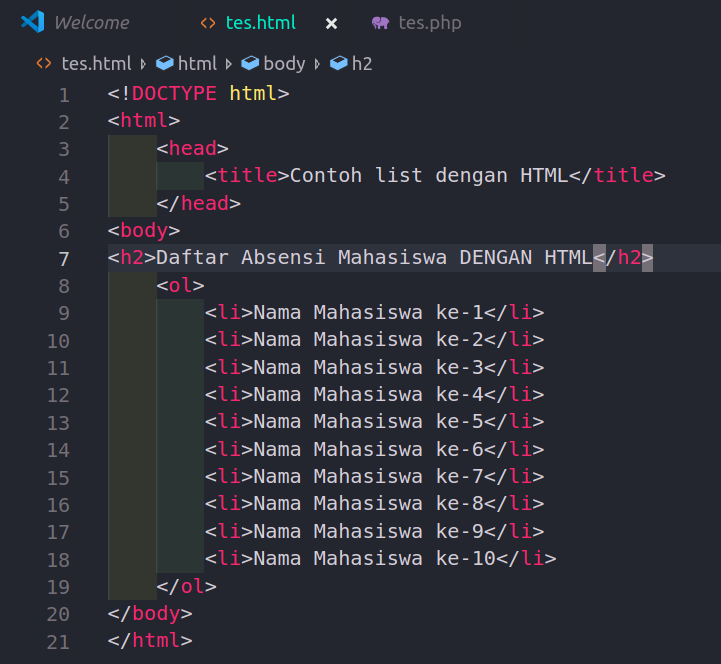 Welcome tes.html × tes.php
tes.html › html › body › h2
1 <!DOCTYPE html>
2 <html>
3     <head>
4         <title>Contoh list dengan HTML</title>
5     </head>
6 <body>
7 <h2>Daftar Absensi Mahasiswa DENGAN HTML</h2>
8     <ol>
9         <li>Nama Mahasiswa ke-1</li>
10         <li>Nama Mahasiswa ke-2</li>
11         <li>Nama Mahasiswa ke-3</li>
12         <li>Nama Mahasiswa ke-4</li>
13         <li>Nama Mahasiswa ke-5</li>
14         <li>Nama Mahasiswa ke-6</li>
15         <li>Nama Mahasiswa ke-7</li>
16         <li>Nama Mahasiswa ke-8</li>
17         <li>Nama Mahasiswa ke-9</li>
18         <li>Nama Mahasiswa ke-10</li>
19     </ol>
20 </body>
21 </html>